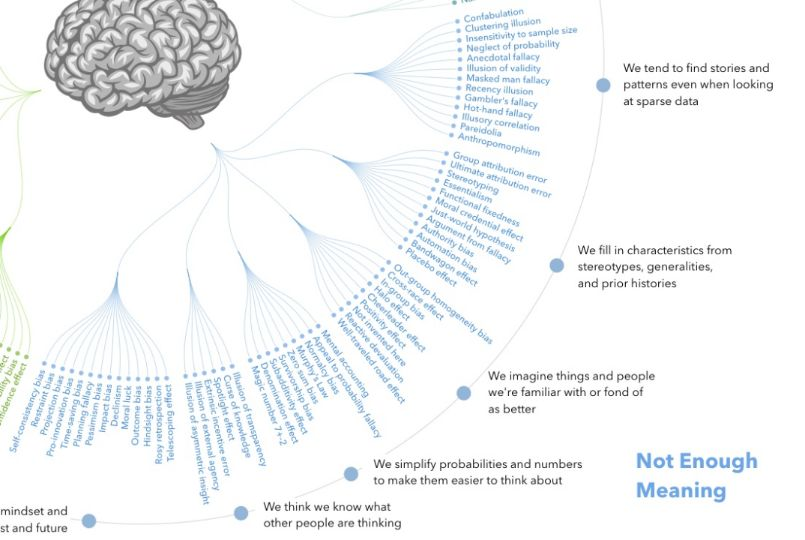 Confabulation
Clustering illusion
Insensitivity to sample size
Neglect of probability
Anecdotal fallacy
Illusion of validity
Masked man fallacy
Recency illusion
Gambler's fallacy
Hot-hand fallacy
Illusory correlation
Pareidolia
Anthropomorphism
We tend to find stories and
patterns even when looking
at sparse data
Group attribution error
Ultimate attribution error
Stereotyping
Essentialism
Functional fixedness
Moral credential effect
Just-world hypothesis
Argument from fallacy
Authority bias
Automation bias
Bandwagon effect
Placebo effect
We fill in characteristics from
stereotypes, generalities,
and prior histories
Out-group homogeneity bias
Cross-race effect
In-group bias
Halo effect
Cheerleader effect
Positivity effect
Not invented here
Reactive devaluation
Well-traveled road effect
We imagine things and people
we're familiar with or fond of
as better
Mental accounting
Appeal to probability fallacy
Normalcy bias
Murphy's Law
Zero sum bias
Survivorship bias
Subadditivity effect
Denomination effect
Magic number 7+-2
We simplify probabilities and numbers
to make them easier to think about
Illusion of transparency
Curse of knowledge
Spotlight effect
Extrinsic incentive error
Illusion of external agency
Illusion of asymmetric insight
We think we know what
other people are thinking
Telescoping effect
Rosy retrospection
Hindsight bias
Outcome bias
Moral luck
Declinism
Impact bias
Pessimism bias
Planning fallacy
Time-saving bias
Pro-innovation bias
Projection bias
Restraint bias
Self-consistency bias
mindset and
st and future
Not Enough
Meaning